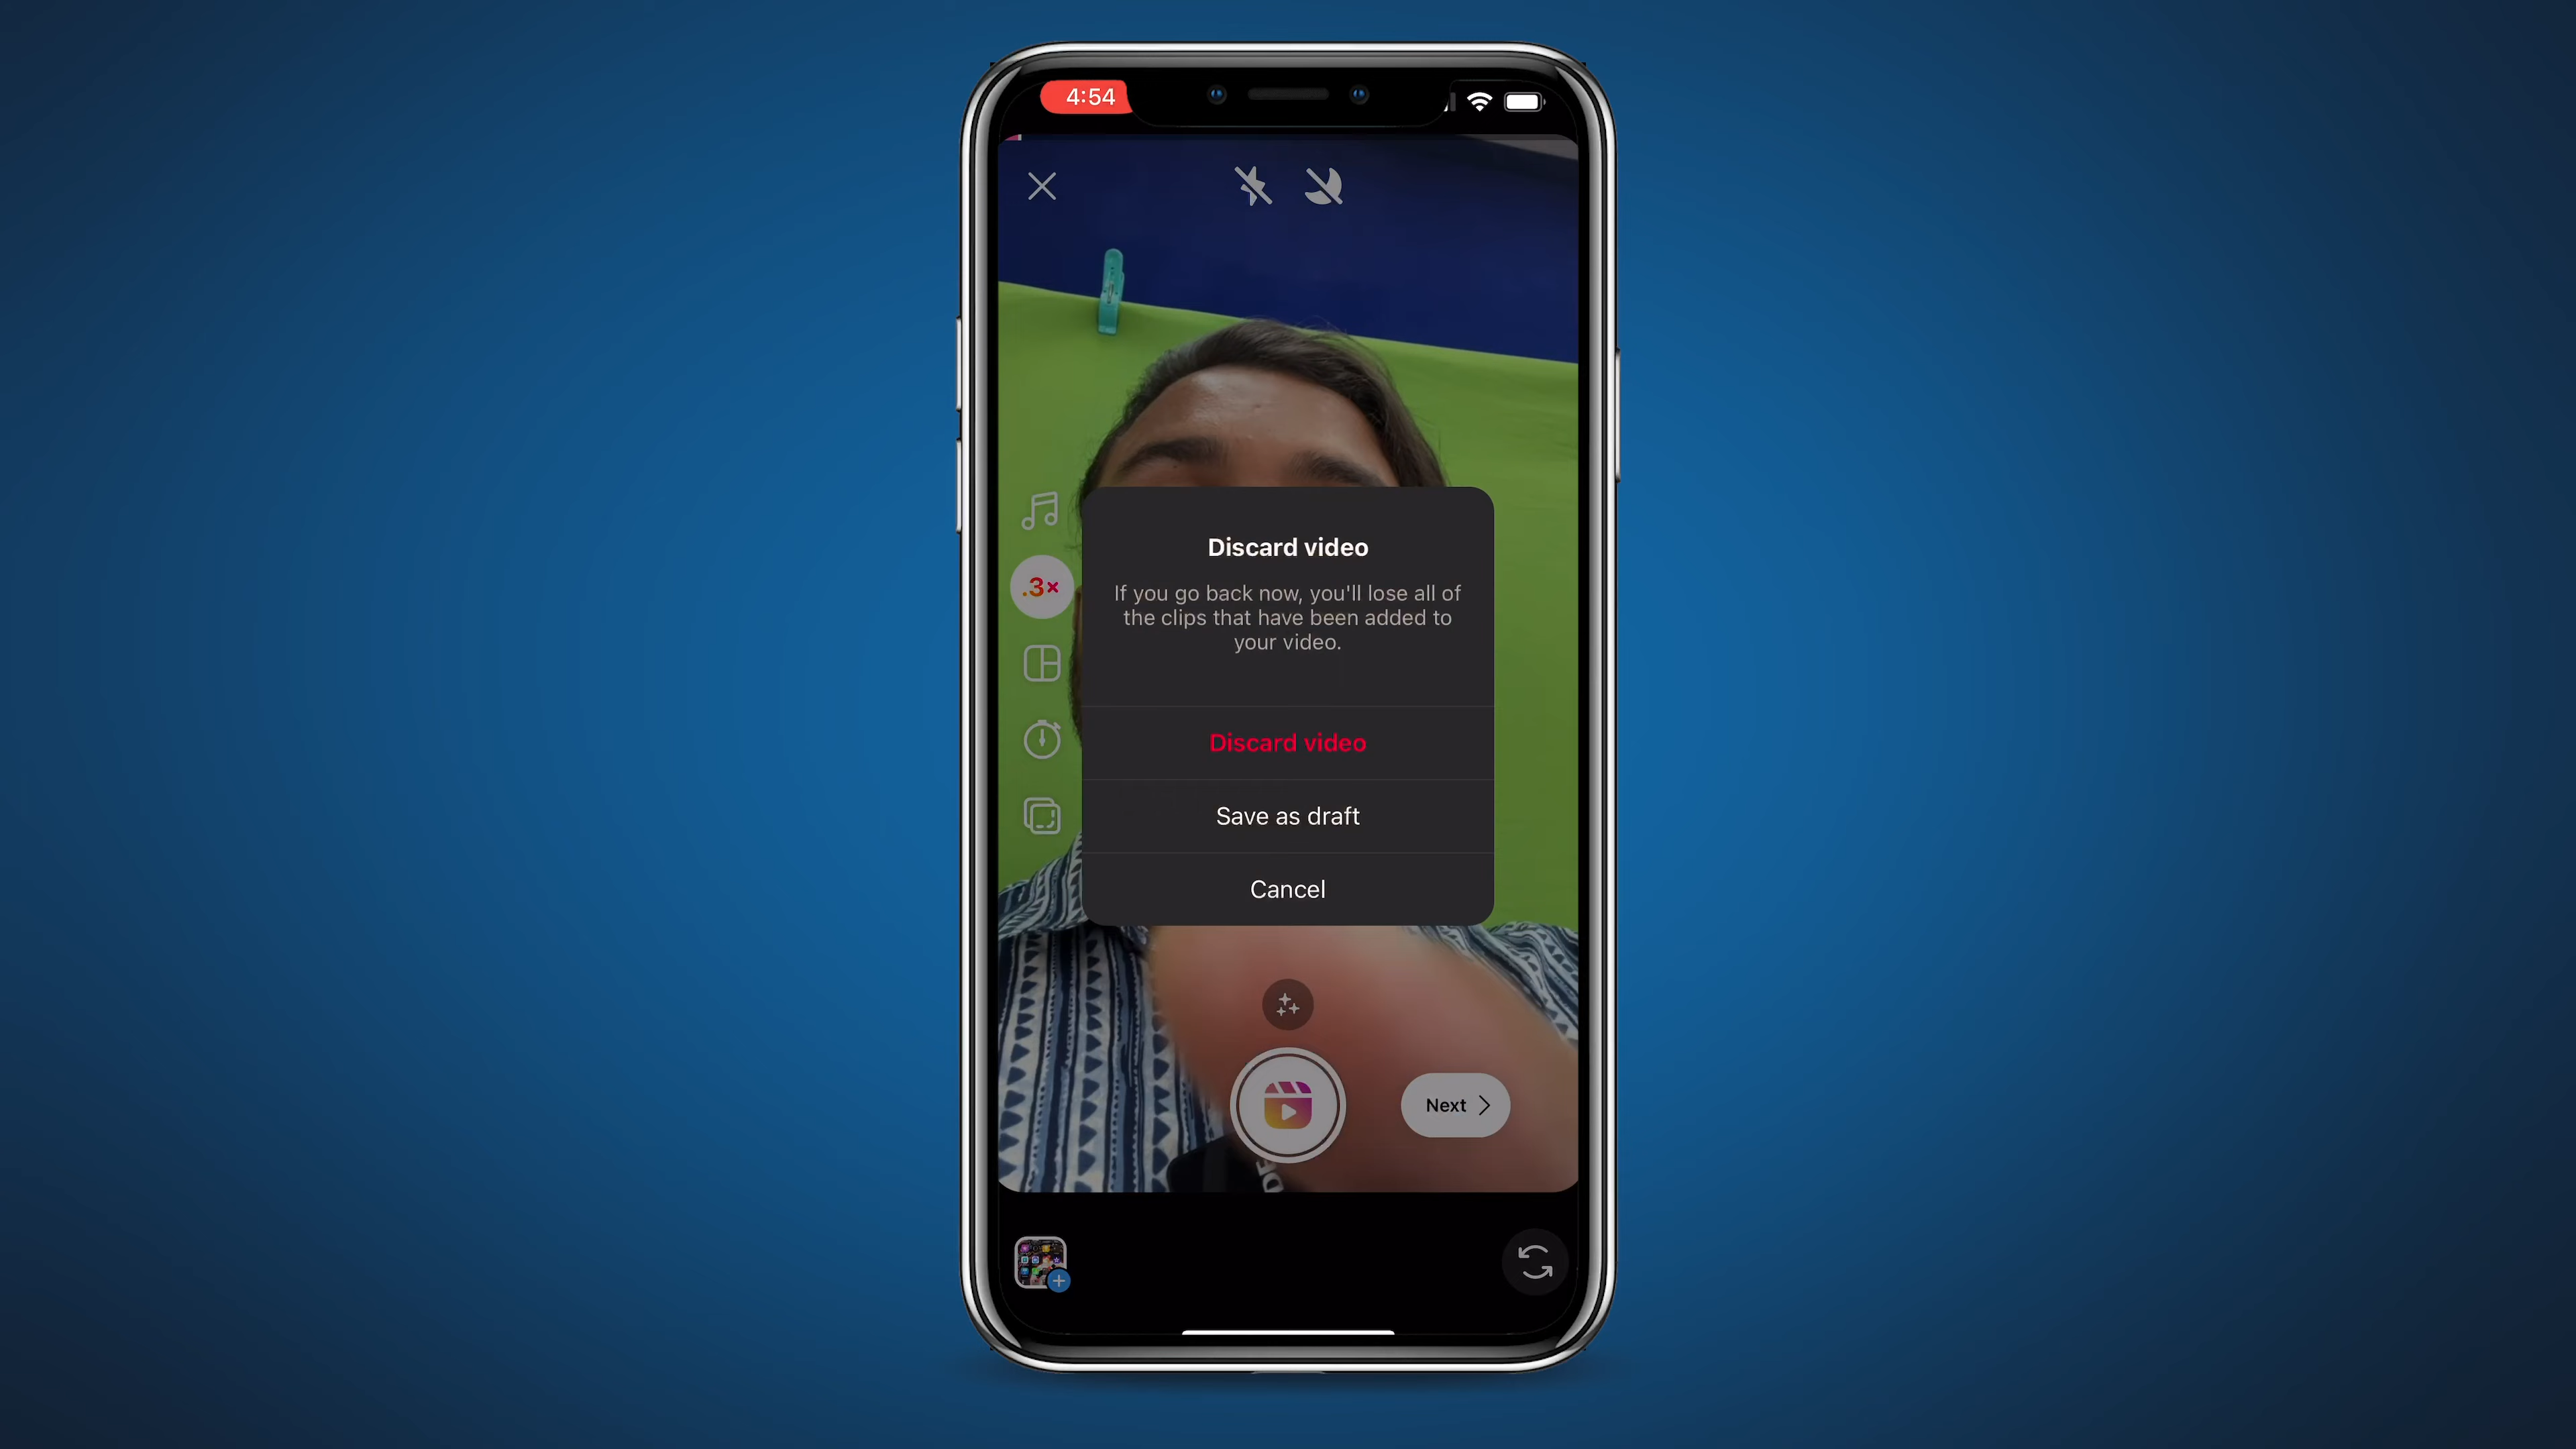 4:54
Discard video
If you go back now, you'll lose all of
the clips that have been added to
your video.
.3×
Discard video
Save as draft
Cancel
Next